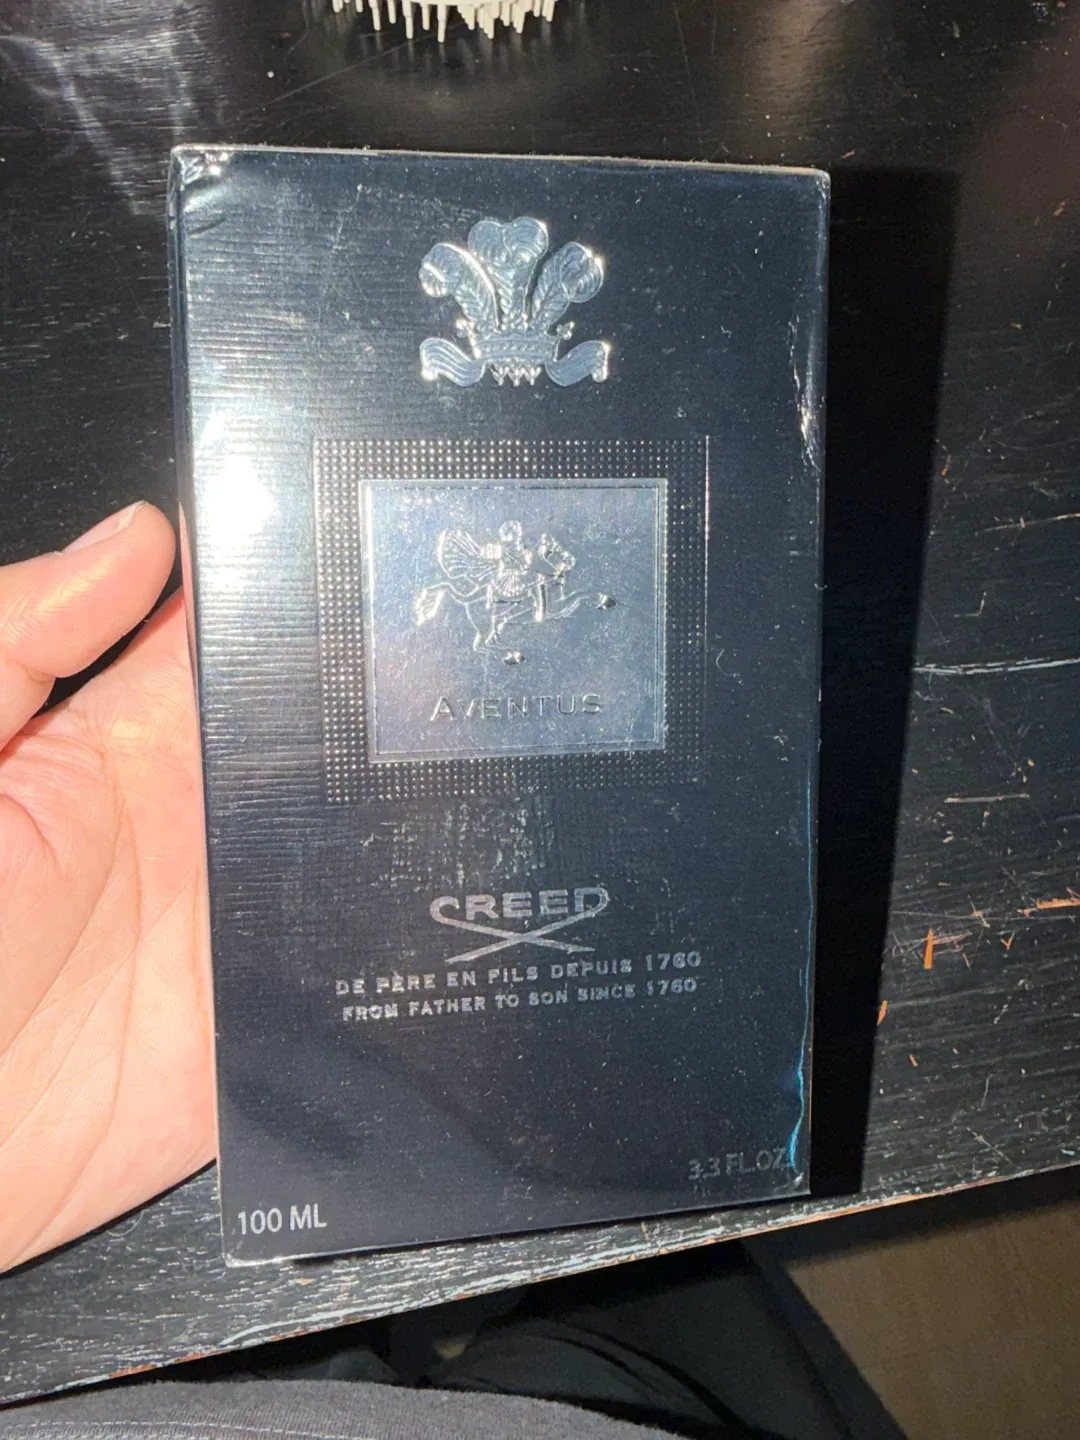 AVENTUS
CREED
DE PÈRE EN FILS DEPUIS 1760
FROM FATHER TO SON SINCE 1760
3.3 FL.OZ
100 ML